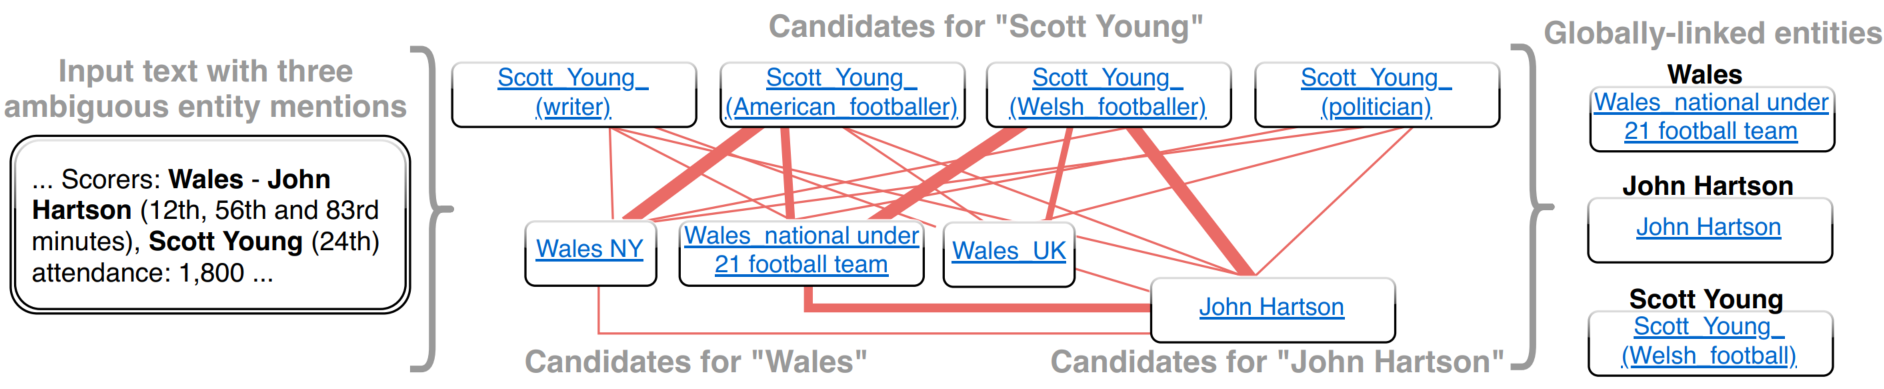 Input text with three
ambiguous entity mentions
... Scorers: Wales - John
Hartson (12th, 56th and 83rd
minutes), Scott Young (24th)
attendance: 1,800 ...
Candidates for "Scott Young"
Scott_Young_
(writer)
Scott_Young_
(American_footballer)
Scott_Young_
(Welsh_footballer)
Scott_Young_
(politician)
Wales NY
Wales_national under
21 football team
Wales_UK
John Hartson
Candidates for "Wales"
Candidates for "John Hartson"
Globally-linked entities
Wales
Wales_national under
21 football team
John Hartson
John Hartson
Scott Young
Scott_Young_
(Welsh_football)